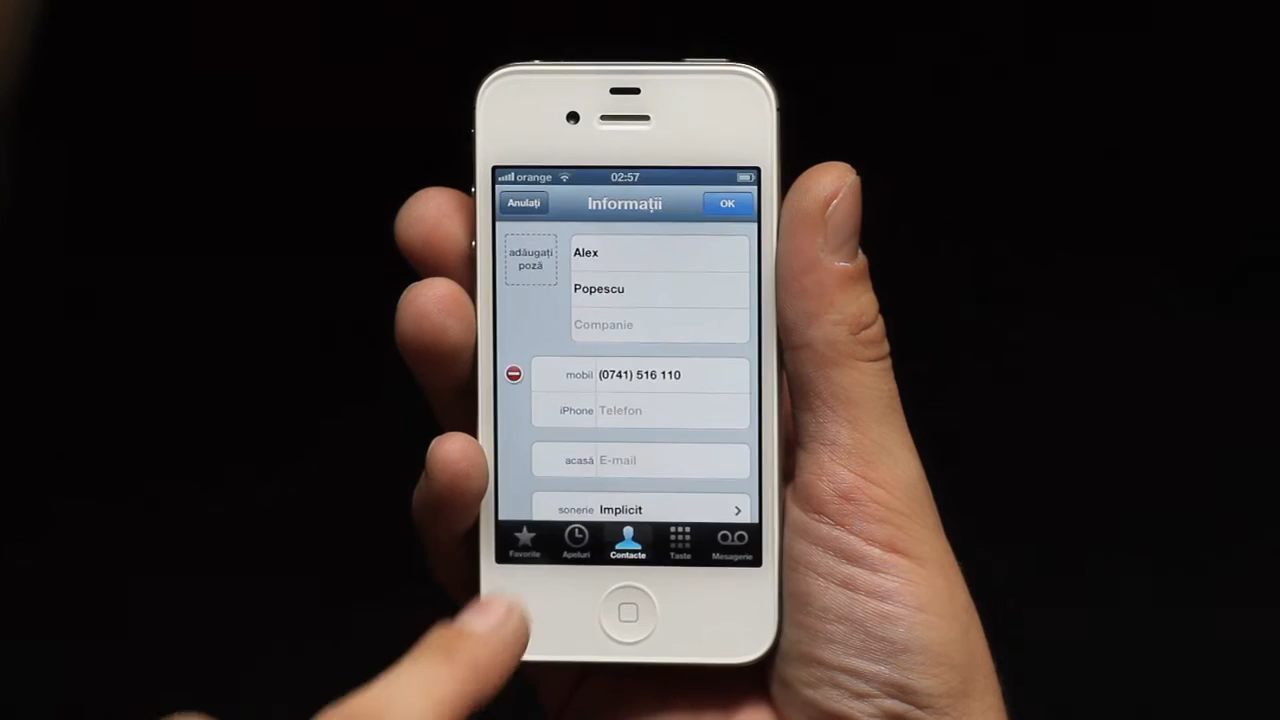 orange 02:57
Anulați Informații OK
adăugați
poză
Alex
Popescu
Companie
mobil (0741) 516 110
iPhone Telefon
acasă E-mail
sonerie Implicit
Favorite Apeluri Contacte Taste Mesagerie